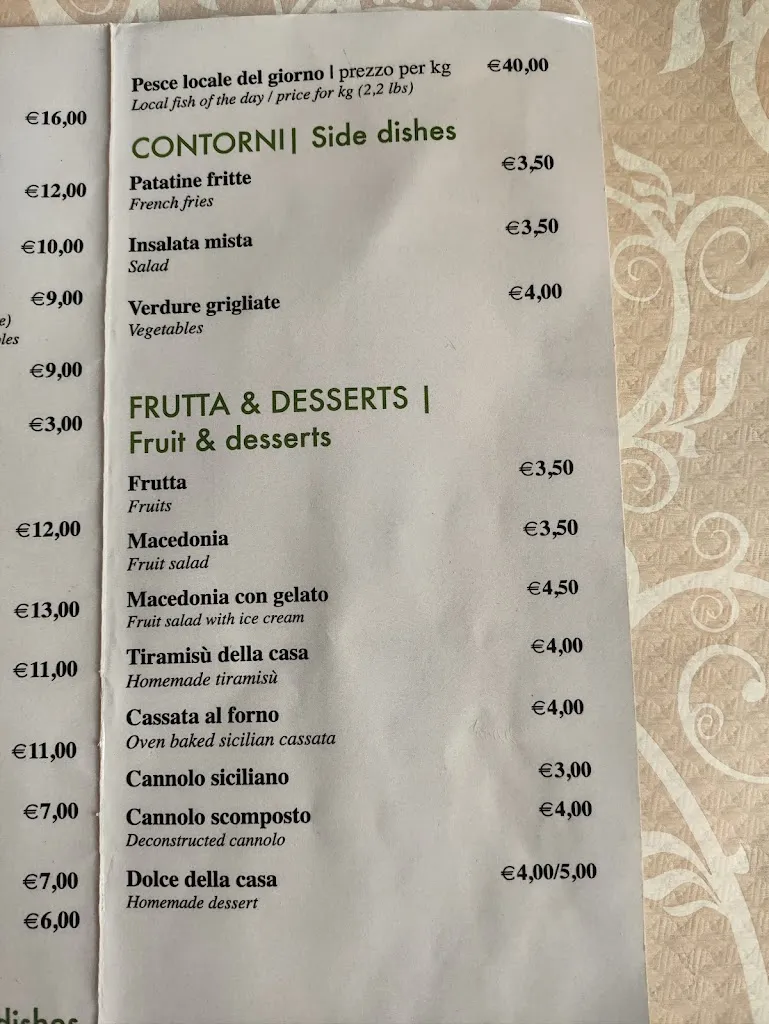 €16,00
€12,00
€10,00
€9,00
e)
les
€9,00
€3,00
€12,00
€13,00
€11,00
€11,00
€7,00
€7,00
€6,00
dishes
Pesce locale del giorno | prezzo per kg €40,00
Local fish of the day / price for kg (2,2 lbs)
CONTORNI| Side dishes
Patatine fritte €3,50
French fries
Insalata mista €3,50
Salad
Verdure grigliate €4,00
Vegetables
FRUTTA & DESSERTS |
Fruit & desserts
Frutta €3,50
Fruits
Macedonia €3,50
Fruit salad
Macedonia con gelato €4,50
Fruit salad with ice cream
Tiramisù della casa €4,00
Homemade tiramisù
Cassata al forno €4,00
Oven baked sicilian cassata
Cannolo siciliano €3,00
Cannolo scomposto €4,00
Deconstructed cannolo
Dolce della casa €4,00/5,00
Homemade dessert